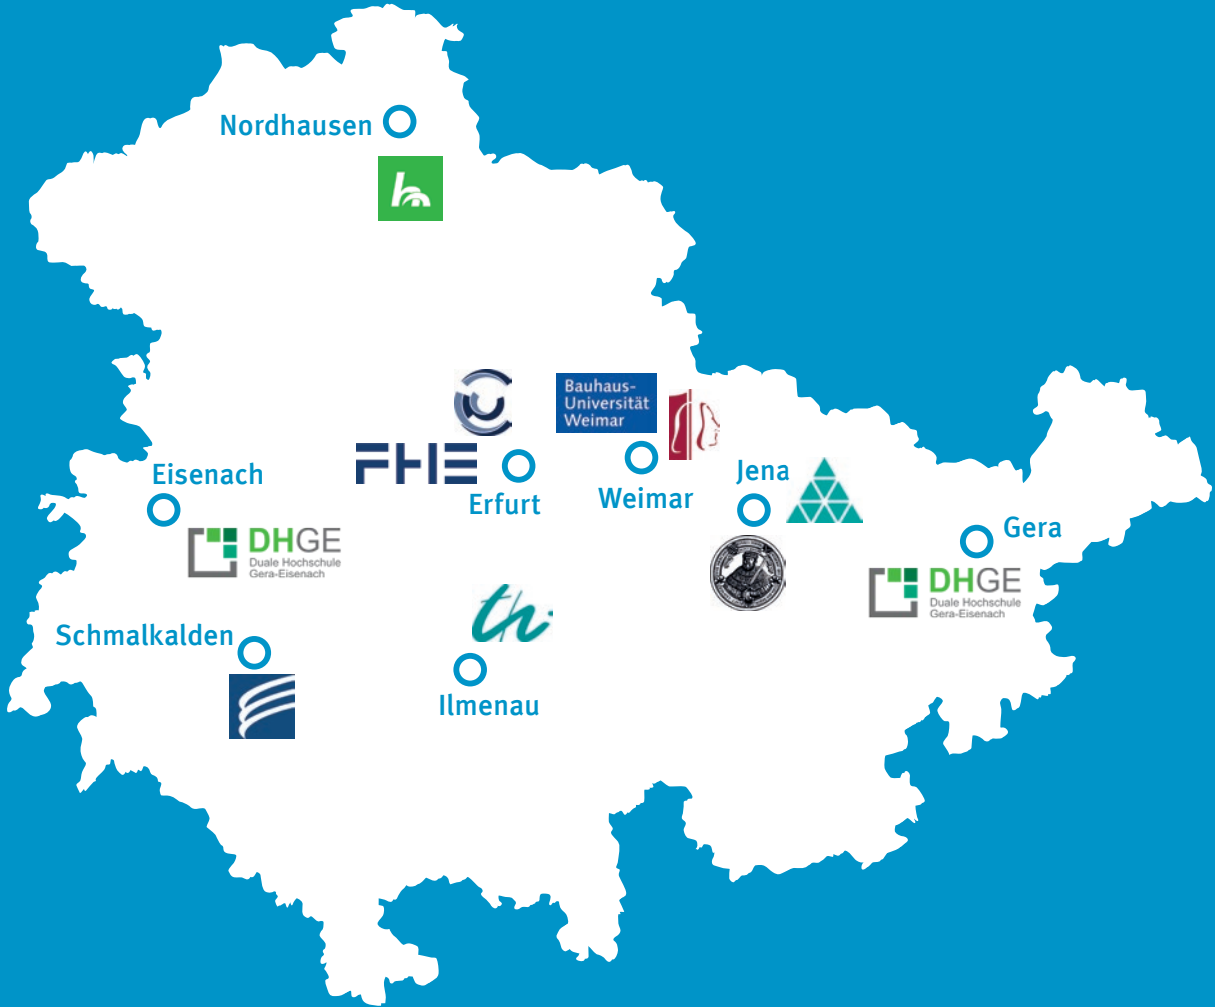 Nordhausen
Bauhaus-
Universität
Weimar
FHE
Eisenach
Erfurt
Weimar
Jena
Gera
DHGE
Duale Hochschule
Gera-Eisenach
DHGE
Duale Hochschule
Gera-Eisenach
th
Schmalkalden
Ilmenau